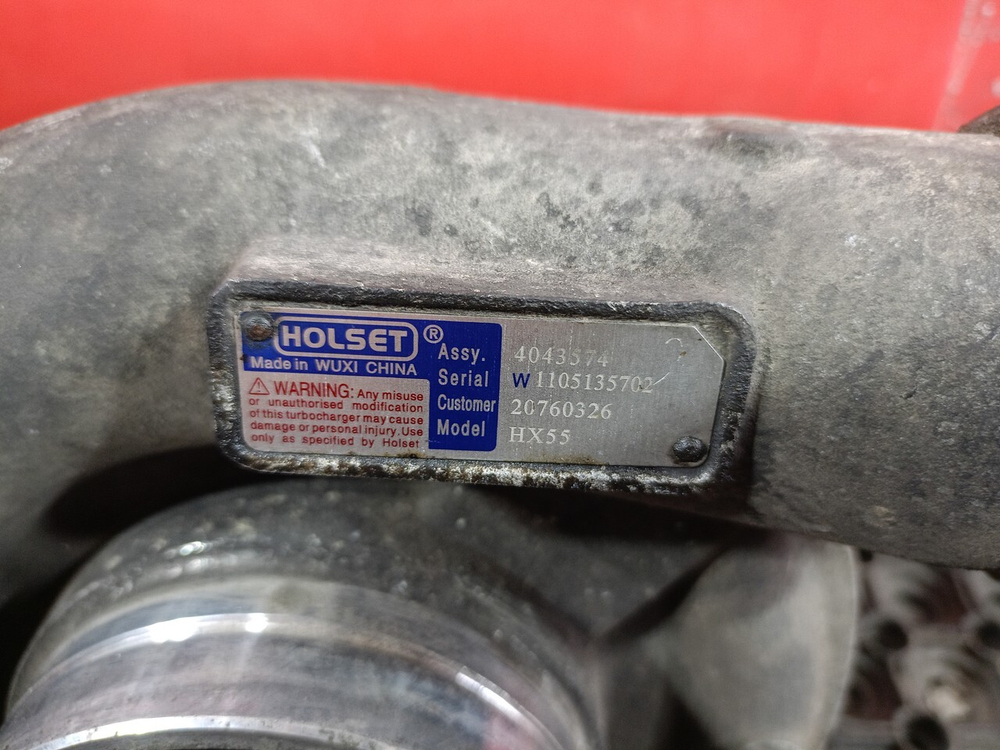 HOLSET®
Made in WUXI CHINA
WARNING: Any misuse
or unauthorised modification
of this turbocharger may cause
damage or personal injury. Use
only as specified by Holset
Assy. 4043574
Serial W1105135702
Customer 20760326
Model HX55